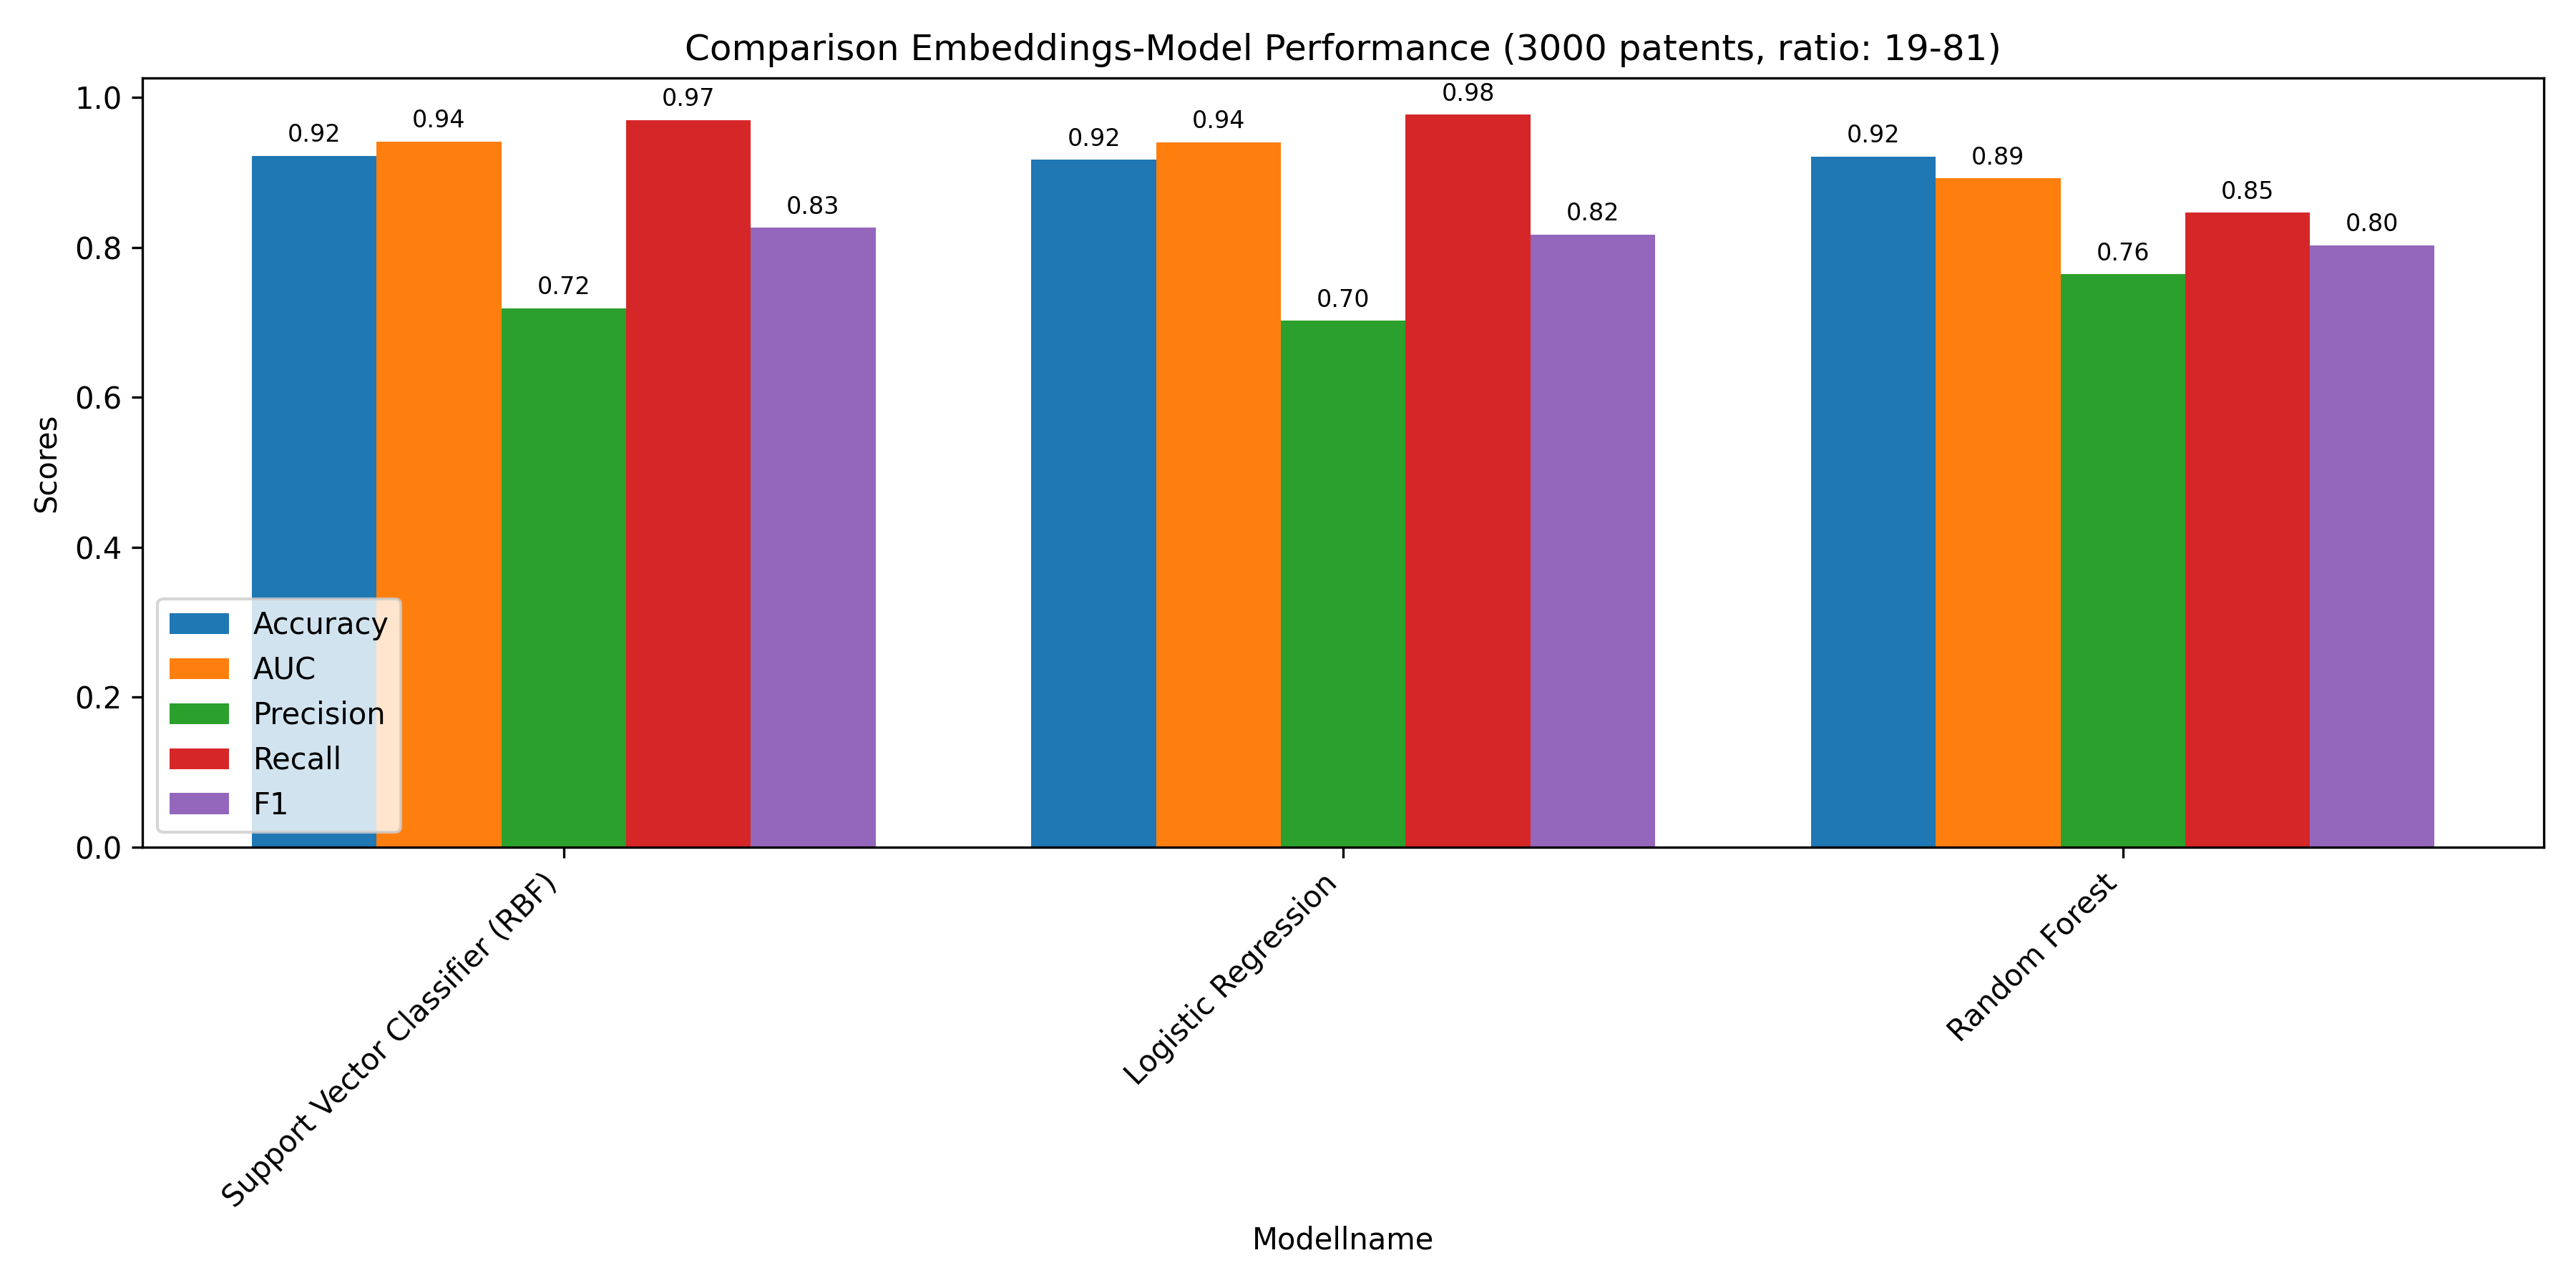 Comparison Embeddings-Model Performance (3000 patents, ratio: 19-81)
Scores
1.0
0.8
0.6
0.4
0.2
0.0
0.92
0.94
0.72
0.97
0.83
0.92
0.94
0.70
0.98
0.82
0.92
0.89
0.76
0.85
0.80
Accuracy
AUC
Precision
Recall
F1
Support Vector Classifier (RBF)
Logistic Regression
Random Forest
Modellname